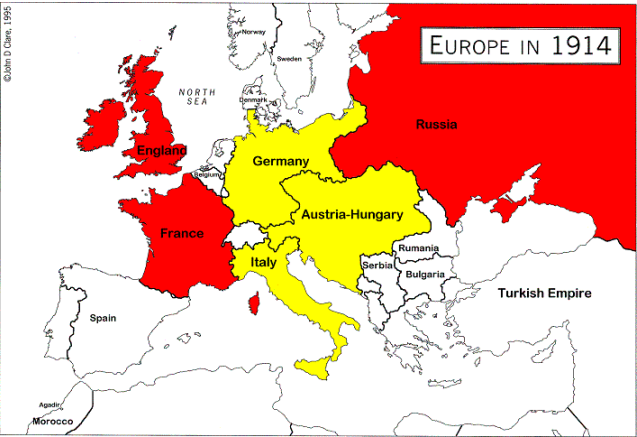 ©John D Clare, 1995
EUROPE IN 1914
Norway
Sweden
NORTH
SEA
Denmark
Russia
England
Belgium
Germany
Austria-Hungary
France
Italy
Rumania
Serbia
Bulgaria
Turkish Empire
Spain
Agadir
Morocco